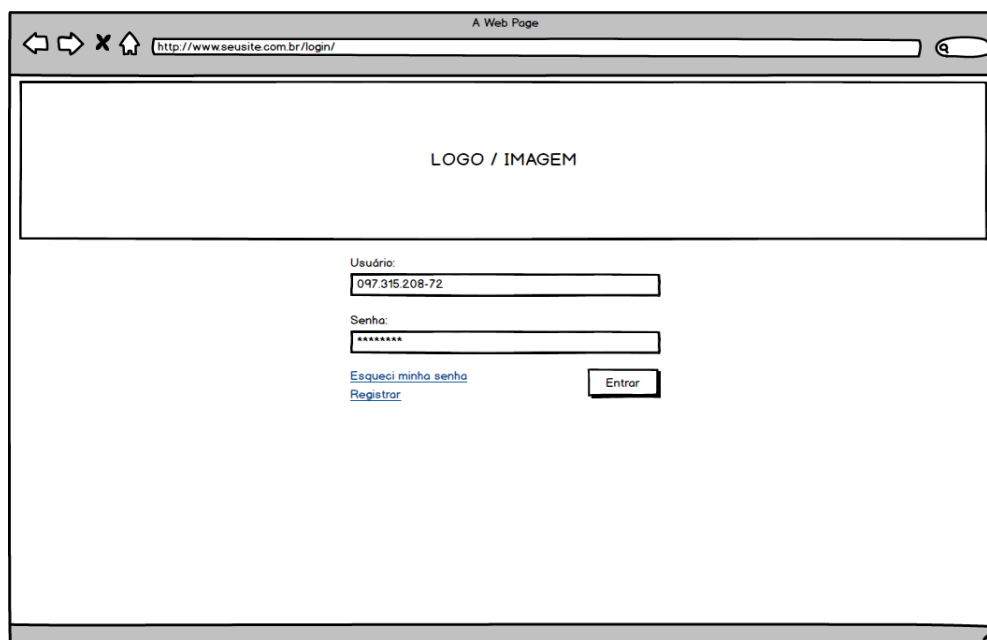 A Web Page
http://www.seusite.com.br/login/
LOGO / IMAGEM
Usuário:
097.315.208-72
Senha:
********
Esqueci minha senha
Entrar
Registrar